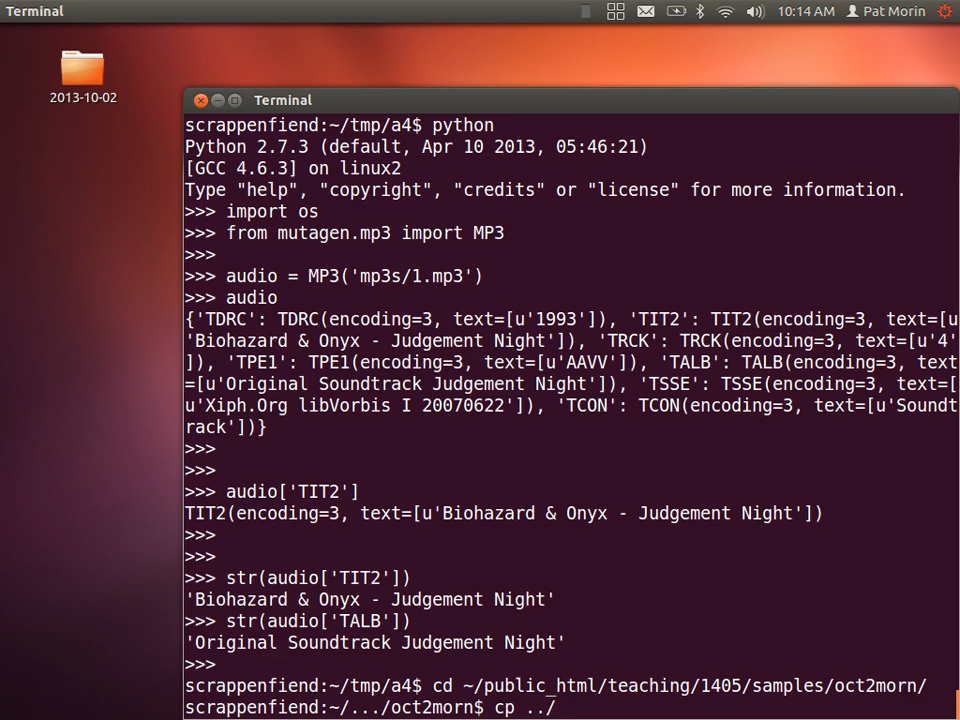 Terminal
10:14 AM
Pat Morin
2013-10-02
Terminal
scrappenfiend:~/tmp/a4$ python
Python 2.7.3 (default, Apr 10 2013, 05:46:21)
[GCC 4.6.3] on linux2
Type "help", "copyright", "credits" or "license" for more information.
>>> import os
>>> from mutagen.mp3 import MP3
>>>
>>> audio = MP3('mp3s/1.mp3')
>>> audio
{'TDRC': TDRC(encoding=3, text=[u'1993']), 'TIT2': TIT2(encoding=3, text=[u
'Biohazard & Onyx - Judgement Night']), 'TRCK': TRCK(encoding=3, text=[u'4'
]), 'TPE1': TPE1(encoding=3, text=[u'AAVV']), 'TALB': TALB(encoding=3, text
=[u'Original Soundtrack Judgement Night']), 'TSSE': TSSE(encoding=3, text=[
u'Xiph.Org libVorbis I 20070622']), 'TCON': TCON(encoding=3, text=[u'Soundt
rack'])}
>>>
>>>
>>> audio['TIT2']
TIT2(encoding=3, text=[u'Biohazard & Onyx - Judgement Night'])
>>>
>>>
>>> str(audio['TIT2'])
'Biohazard & Onyx - Judgement Night'
>>> str(audio['TALB'])
'Original Soundtrack Judgement Night'
>>>
scrappenfiend:~/tmp/a4$ cd ~/public_html/teaching/1405/samples/oct2morn/
scrappenfiend:~/.../oct2morn$ cp ../